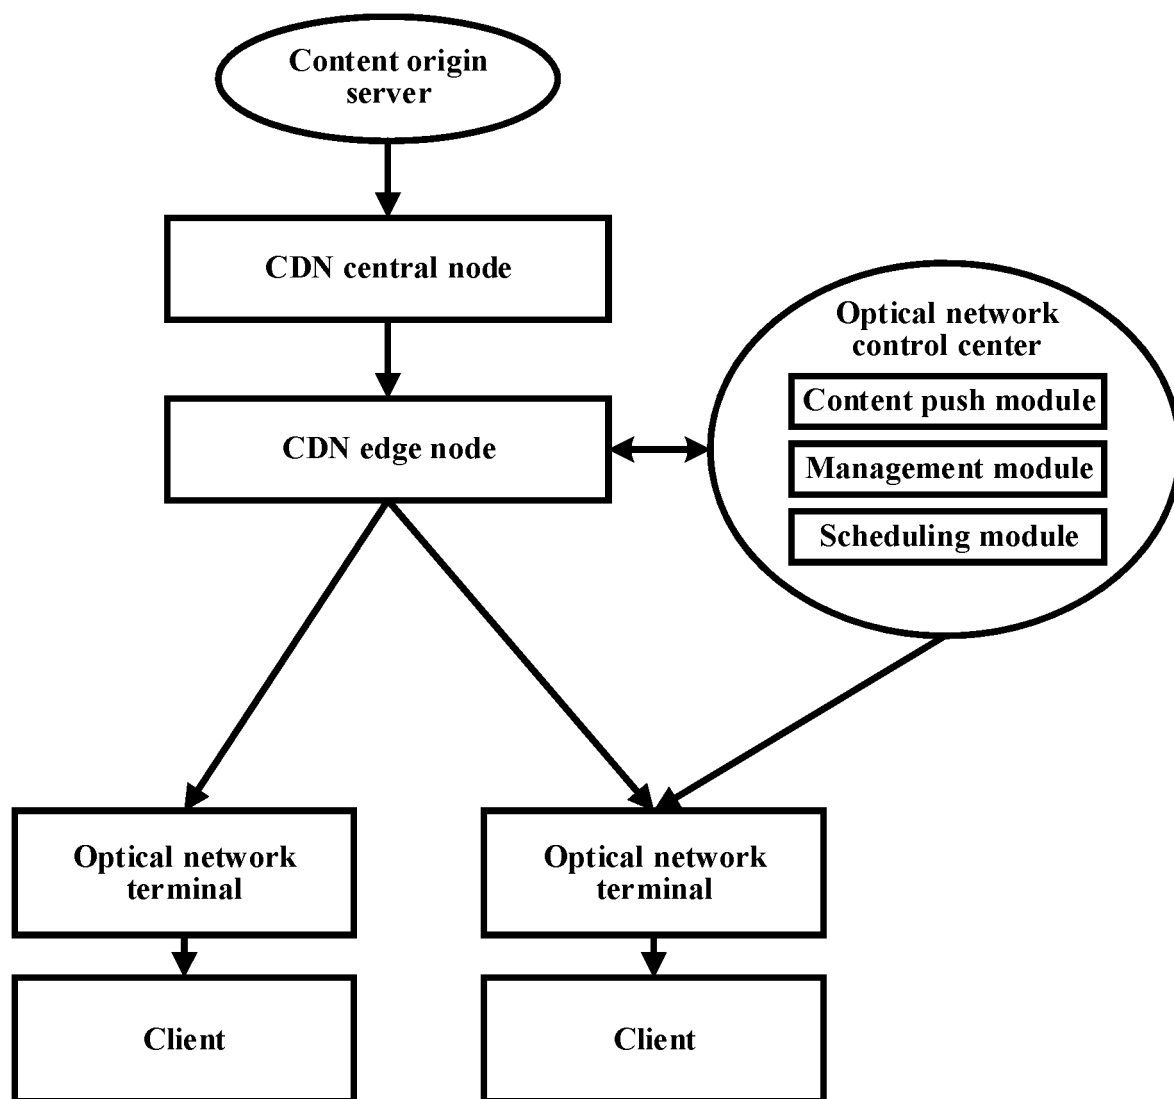 Content origin
server
CDN central node
Optical network
control center
Content push module
CDN edge node
Management module
Scheduling module
Optical network
terminal
Optical network
terminal
Client
Client